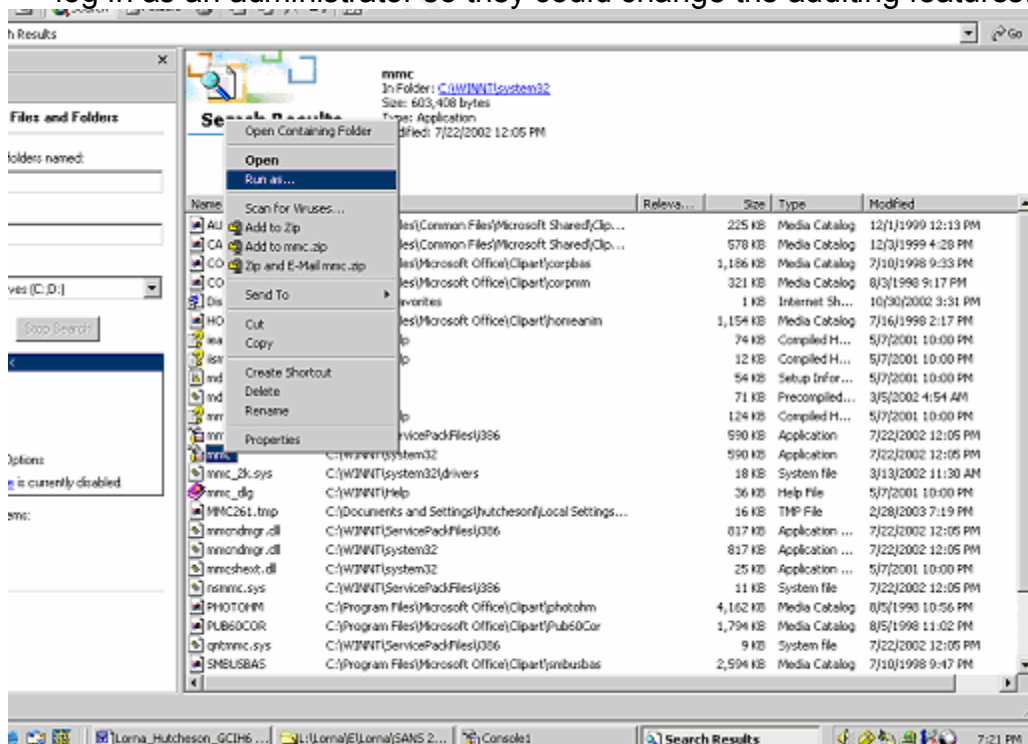 log in as an administrator so they could change the auditing features.
h Results
Go
Files and Folders
olders named:
ves (C:;D:)
Stop Search
Options
is currently disabled
ems:
mmc
In Folder: C:\WINNT\system32
Size: 603,408 bytes
Type: Application
Modified: 7/22/2002 12:05 PM
Search Results
Open Containing Folder
Open
Run as...
Scan for Viruses...
Add to Zip
Add to mmc.zip
Zip and E-Mail mmc.zip
Send To
Cut
Copy
Create Shortcut
Delete
Rename
Properties
Name Releva... Size Type Modified
AU les\Common Files\Microsoft Shared\Clip... 225 KB Media Catalog 12/1/1999 12:13 PM
CA les\Common Files\Microsoft Shared\Clip... 578 KB Media Catalog 12/3/1999 4:28 PM
CO les\Microsoft Office\Clipart\corpbas 1,186 KB Media Catalog 7/10/1998 9:33 PM
CO les\Microsoft Office\Clipart\corpmm 321 KB Media Catalog 8/3/1998 9:17 PM
Dis avorites 1 KB Internet Sh... 10/30/2002 3:31 PM
HO les\Microsoft Office\Clipart\homeanim 1,154 KB Media Catalog 7/16/1998 2:17 PM
lp 74 KB Compiled H... 5/7/2001 10:00 PM
lp 12 KB Compiled H... 5/7/2001 10:00 PM
md 54 KB Setup Infor... 5/7/2001 10:00 PM
md 71 KB Precompiled... 3/5/2002 4:54 AM
lp 124 KB Compiled H... 5/7/2001 10:00 PM
ervicePackFiles\i386 590 KB Application 7/22/2002 12:05 PM
mmc C:\WINNT\system32 590 KB Application 7/22/2002 12:05 PM
mmc_2k.sys C:\WINNT\system32\drivers 18 KB System file 3/13/2002 11:30 AM
mmc_dlg C:\WINNT\Help 36 KB Help File 5/7/2001 10:00 PM
MMC261.tmp C:\Documents and Settings\hutchesonl\Local Settings... 16 KB TMP File 2/28/2003 7:19 PM
mmcndmgr.dll C:\WINNT\ServicePackFiles\i386 817 KB Application ... 7/22/2002 12:05 PM
mmcndmgr.dll C:\WINNT\system32 817 KB Application ... 7/22/2002 12:05 PM
mmcshext.dll C:\WINNT\system32 25 KB Application ... 5/7/2001 10:00 PM
nsmmc.sys C:\WINNT\ServicePackFiles\i386 11 KB System file 7/22/2002 12:05 PM
PHOTOHM C:\Program Files\Microsoft Office\Clipart\photohm 4,162 KB Media Catalog 8/5/1998 10:56 PM
PUB60COR C:\Program Files\Microsoft Office\Clipart\Pub60Cor 1,794 KB Media Catalog 8/5/1998 11:02 PM
qntmmc.sys C:\WINNT\ServicePackFiles\i386 9 KB System file 7/22/2002 12:05 PM
SMBUSBAS C:\Program Files\Microsoft Office\Clipart\smbusbas 2,594 KB Media Catalog 7/10/1998 9:47 PM
Lorna_Hutcheson_GCIH6 ... L:\Lorna\El\Lorna\SANS 2... Console1 Search Results 7:21 PM